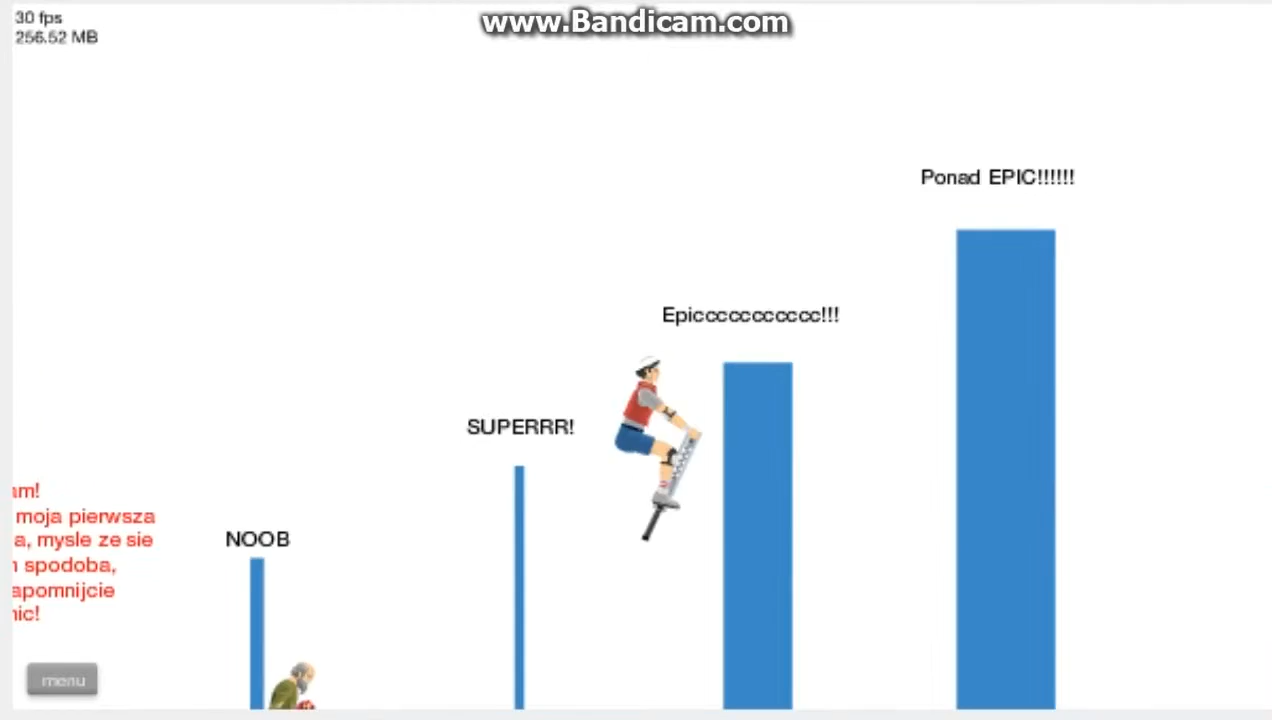 30 fps
256.52 MB
www.Bandicam.com
Ponad EPIC!!!!!!
Epicccccccccccc!!!
SUPERRR!
NOOB
am!
moja pierwsza
a, mysle ze sie
spodoba,
apomnijcie
nic!
menu